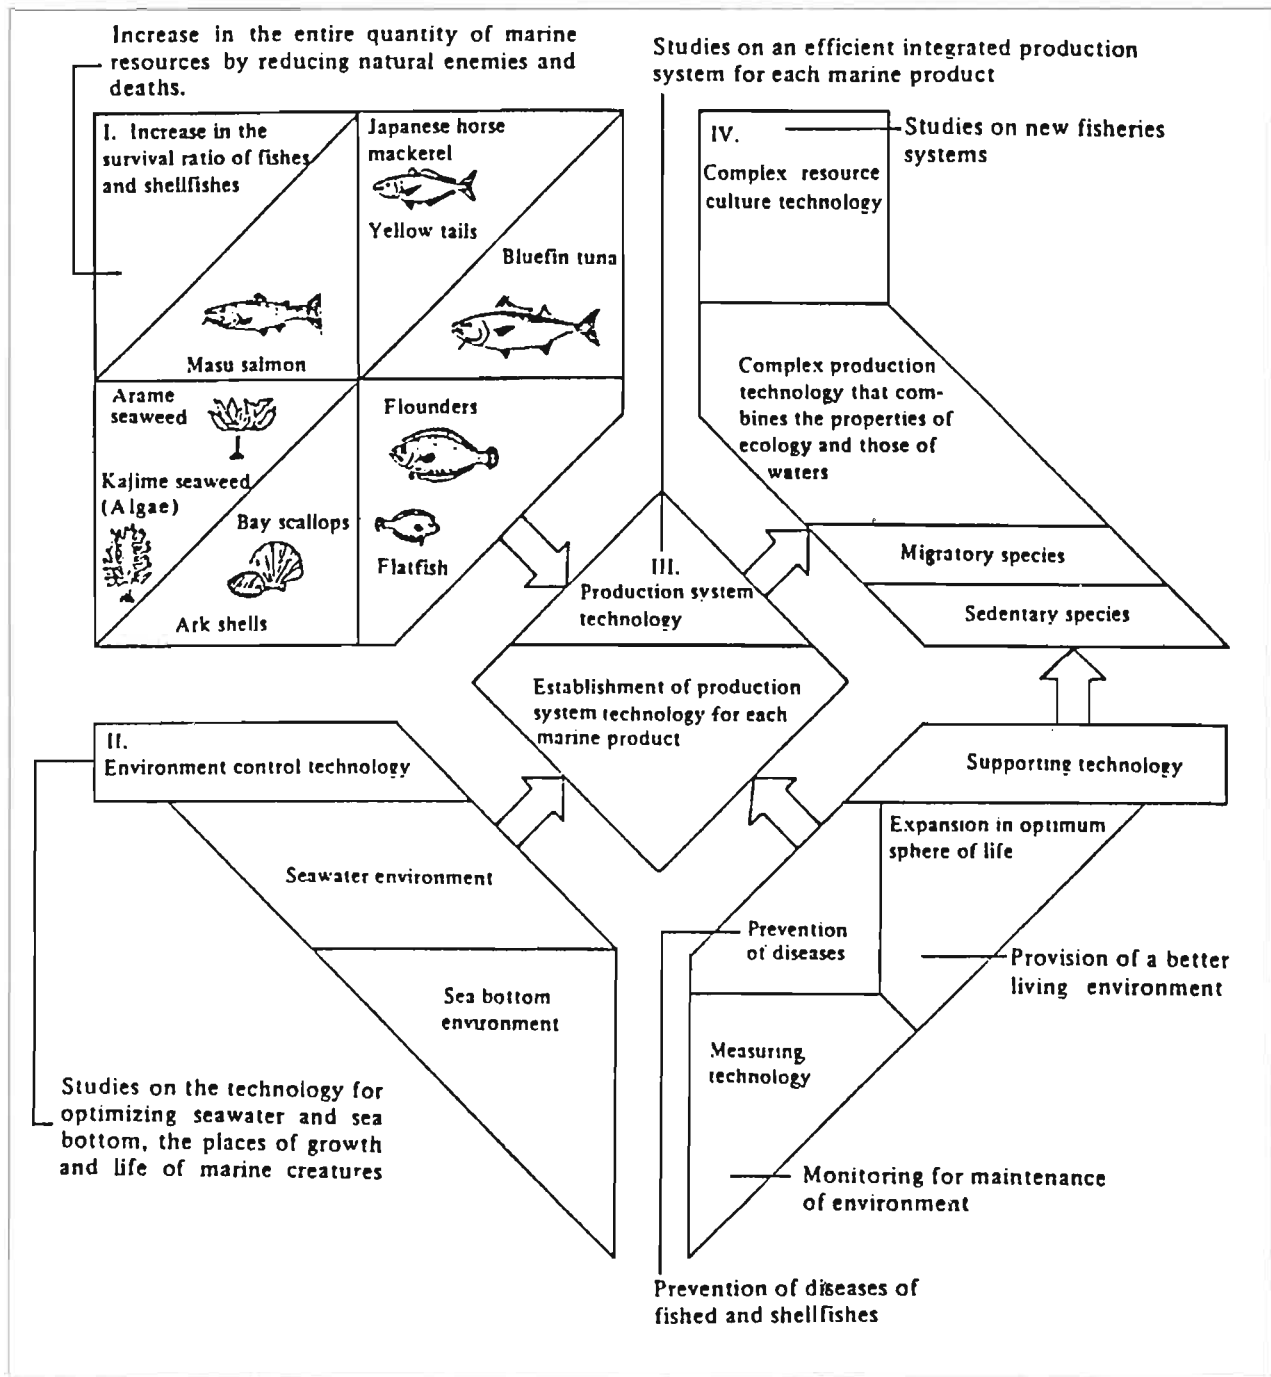 Increase in the entire quantity of marine
resources by reducing natural enemies and
deaths.
Studies on an efficient integrated production
system for each marine product
I. Increase in the
survival ratio of fishes
and shellfishes
Japanese horse
mackerel
Yellow tails
Bluefin tuna
Masu salmon
IV.
Complex resource
culture technology
Studies on new fisheries
systems
Arame
seaweed
Kajime seaweed
(Algae)
Bay scallops
Ark shells
Flounders
Flatfish
Complex production
technology that com-
bines the properties of
ecology and those of
waters
Migratory species
Sedentary species
III.
Production system
technology
Establishment of production
system technology for each
marine product
II.
Environment control technology
Seawater environment
Sea bottom
environment
Supporting technology
Expansion in optimum
sphere of life
Prevention
of diseases
Provision of a better
living environment
Measuring
technology
Studies on the technology for
optimizing seawater and sea
bottom, the places of growth
and life of marine creatures
Monitoring for maintenance
of environment
Prevention of diseases of
fished and shellfishes